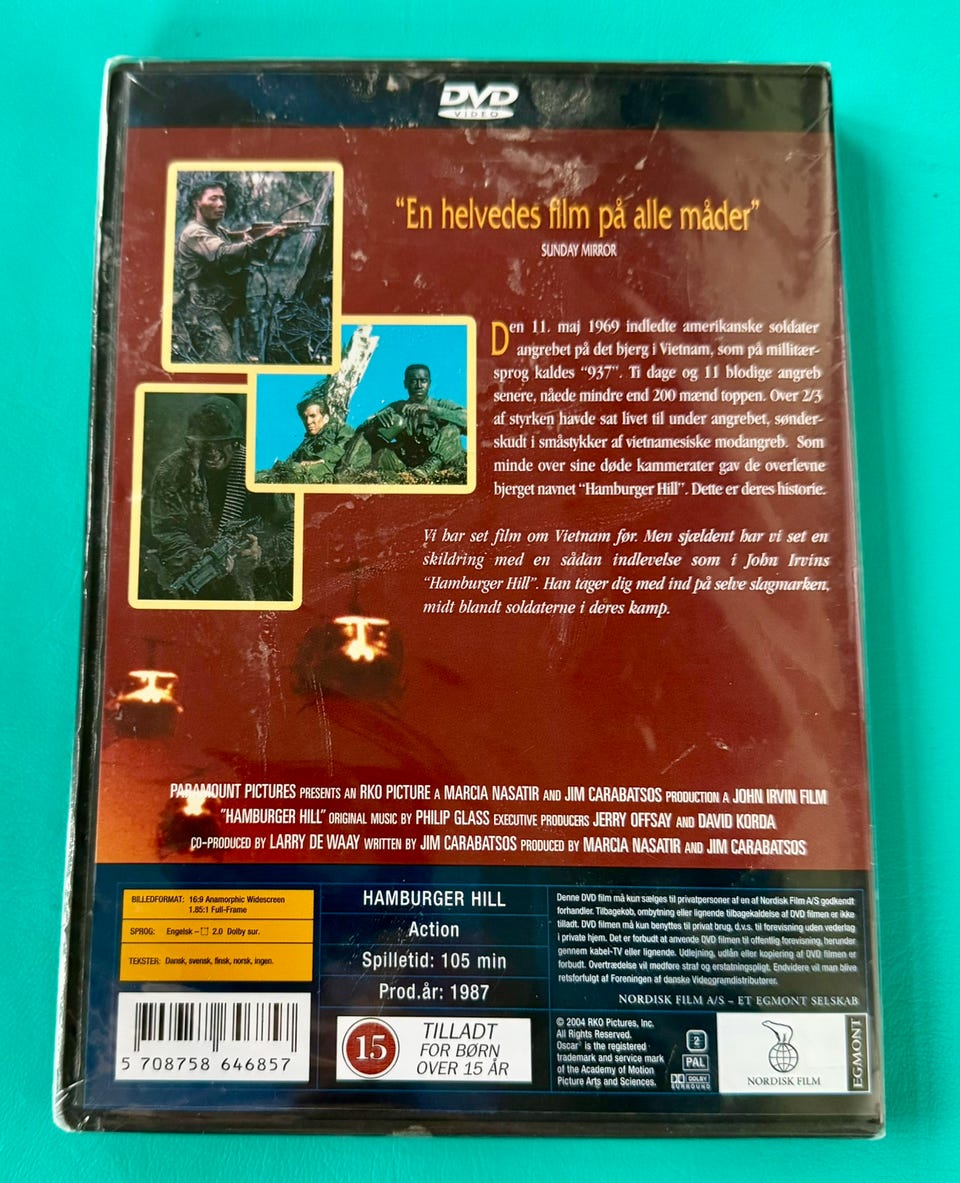 DVD
VIDEO
“En helvedes film på alle måder”
SUNDAY MIRROR
Den 11. maj 1969 indledte amerikanske soldater
angrebet på det bjerg i Vietnam, som på millitær-
sprog kaldes “937”. Ti dage og 11 blodige angreb
senere, nåede mindre end 200 mænd toppen. Over 2/3
af styrken havde sat livet til under angrebet, sønder-
skudt i småstykker af vietnamesiske modangreb. Som
minde over sine døde kammerater gav de overlevne
bjerget navnet “Hamburger Hill”. Dette er deres historie.
Vi har set film om Vietnam før. Men sjældent har vi set en
skildring med en sådan indlevelse som i John Irvins
“Hamburger Hill”. Han tager dig med ind på selve slagmarken,
midt blandt soldaterne i deres kamp.
PARAMOUNT PICTURES PRESENTS AN RKO PICTURE A MARCIA NASATIR AND JIM CARABATSOS PRODUCTION A JOHN IRVIN FILM
“HAMBURGER HILL” ORIGINAL MUSIC BY PHILIP GLASS EXECUTIVE PRODUCERS JERRY OFFSAY AND DAVID KORDA
CO-PRODUCED BY LARRY DE WAAY WRITTEN BY JIM CARABATSOS PRODUCED BY MARCIA NASATIR AND JIM CARABATSOS
BILLEDFORMAT: 16:9 Anamorphic Widescreen
1.85:1 Full-Frame
SPROG: Engelsk – 2.0 Dolby sur.
TEKSTER: Dansk, svensk, finsk, norsk, ingen.
5 708758 646857
HAMBURGER HILL
Action
Spilletid: 105 min
Prod.år: 1987
15
TILLADT
FOR BØRN
OVER 15 ÅR
Denne DVD film må kun sælges til privatpersoner af en af Nordisk Film A/S godkendt
forhandler. Tilbagekøb, ombytning eller lignende tilbagekaldelse af DVD filmen er ikke
tilladt. DVD filmen må kun benyttes til privat brug, d.v.s. til forevisning uden vederlag
i private hjem. Det er forbudt at anvende DVD filmen til offentlig forevisning, herunder
gennem kabel-TV eller lignende. Udlejning, udlån eller kopiering af DVD filmen er
forbudt. Overtrædelse vil medføre straf og erstatningspligt. Endvidere vil man blive
retsforfulgt af Foreningen af danske Videogramdistributører.
NORDISK FILM A/S – ET EGMONT SELSKAB
© 2004 RKO Pictures, Inc.
All Rights Reserved.
Oscar® is the registered
trademark and service mark
of the Academy of Motion
Picture Arts and Sciences.
2
PAL
DOLBY
SURROUND
NORDISK FILM
EGMONT